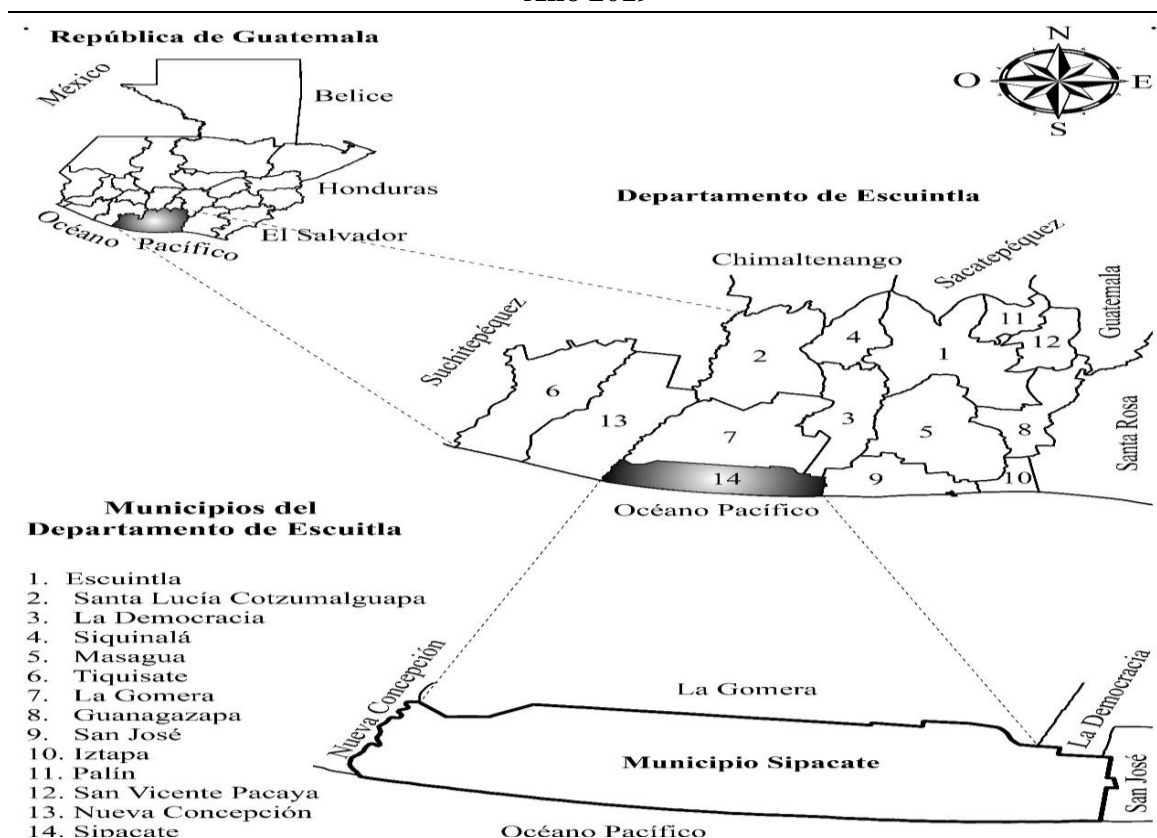 República de Guatemala
México
Belice
Honduras
El Salvador
Océano Pacífico
N
O
E
S
Departamento de Escuintla
Chimaltenango
Sacatepéquez
Guatemala
Suchitepéquez
Santa Rosa
11
4
12
2
1
6
13
3
7
5
8
14
9
10
Océano Pacífico
Municipios del
Departamento de Escuitla
1. Escuintla
2. Santa Lucía Cotzumalguapa
3. La Democracia
4. Siquinalá
5. Masagua
6. Tiquisate
7. La Gomera
8. Guanagazapa
9. San José
10. Iztapa
11. Palín
12. San Vicente Pacaya
13. Nueva Concepción
14. Sipacate
Nueva Concepción
La Gomera
La Democracia
Municipio Sipacate
San José
Océano Pacífico